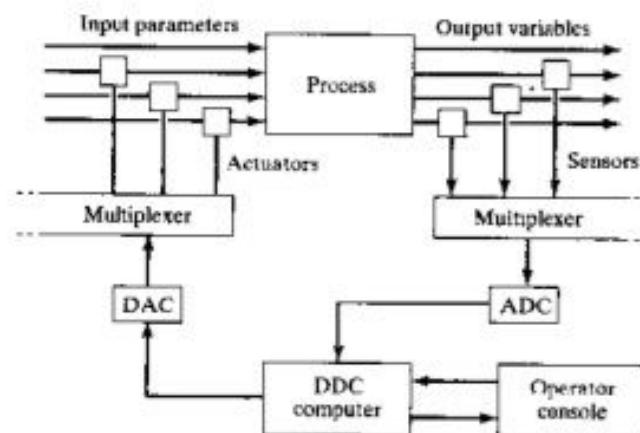 Input parameters
Output variables
Process
Actuators
Sensors
Multiplexer
Multiplexer
DAC
ADC
DDC
computer
Operator
console